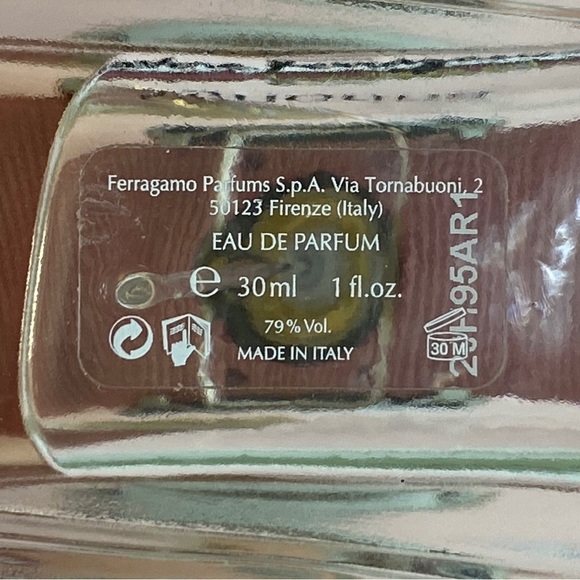 Ferragamo Parfums S.p.A. Via Tornabuoni, 2
50123 Firenze (Italy)
EAU DE PARFUM
e 30ml 1 fl.oz.
79% Vol.
MADE IN ITALY
30 M